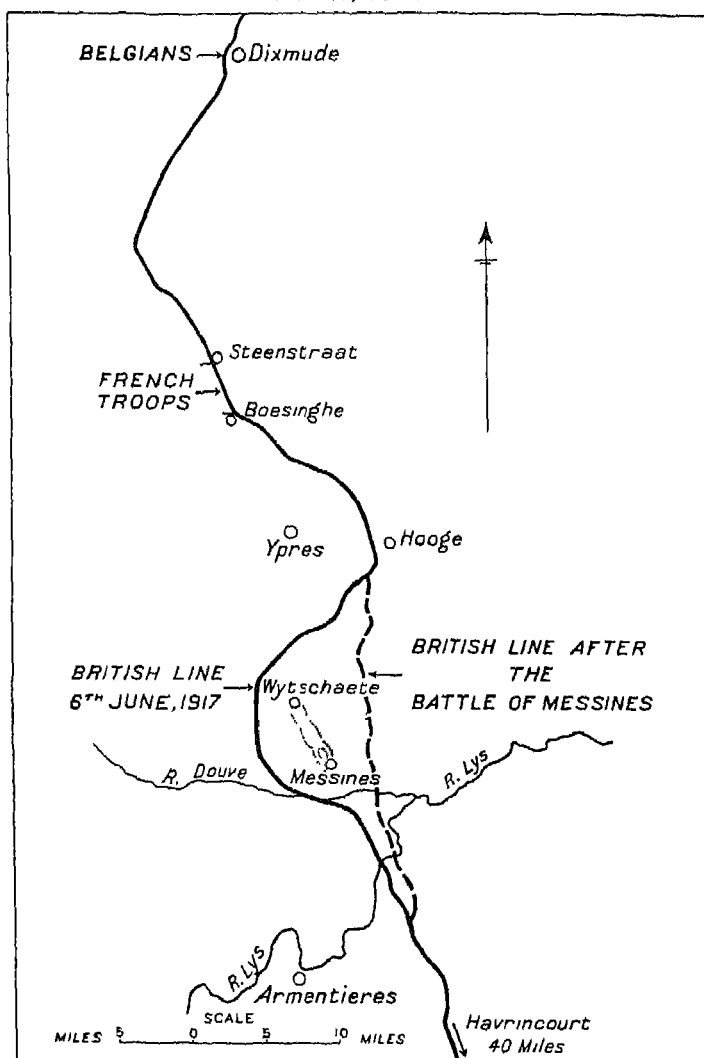 BELGIANS
Dixmude
Steenstraat
FRENCH
TROOPS
Boesinghe
Ypres
Hooge
BRITISH LINE
6TH JUNE, 1917
BRITISH LINE AFTER
THE
BATTLE OF MESSINES
Wytschaete
Messines
R. Douve
R. Lys
R. Lys
Armentieres
SCALE
MILES 5 0 5 10 MILES
Havrincourt
40 Miles